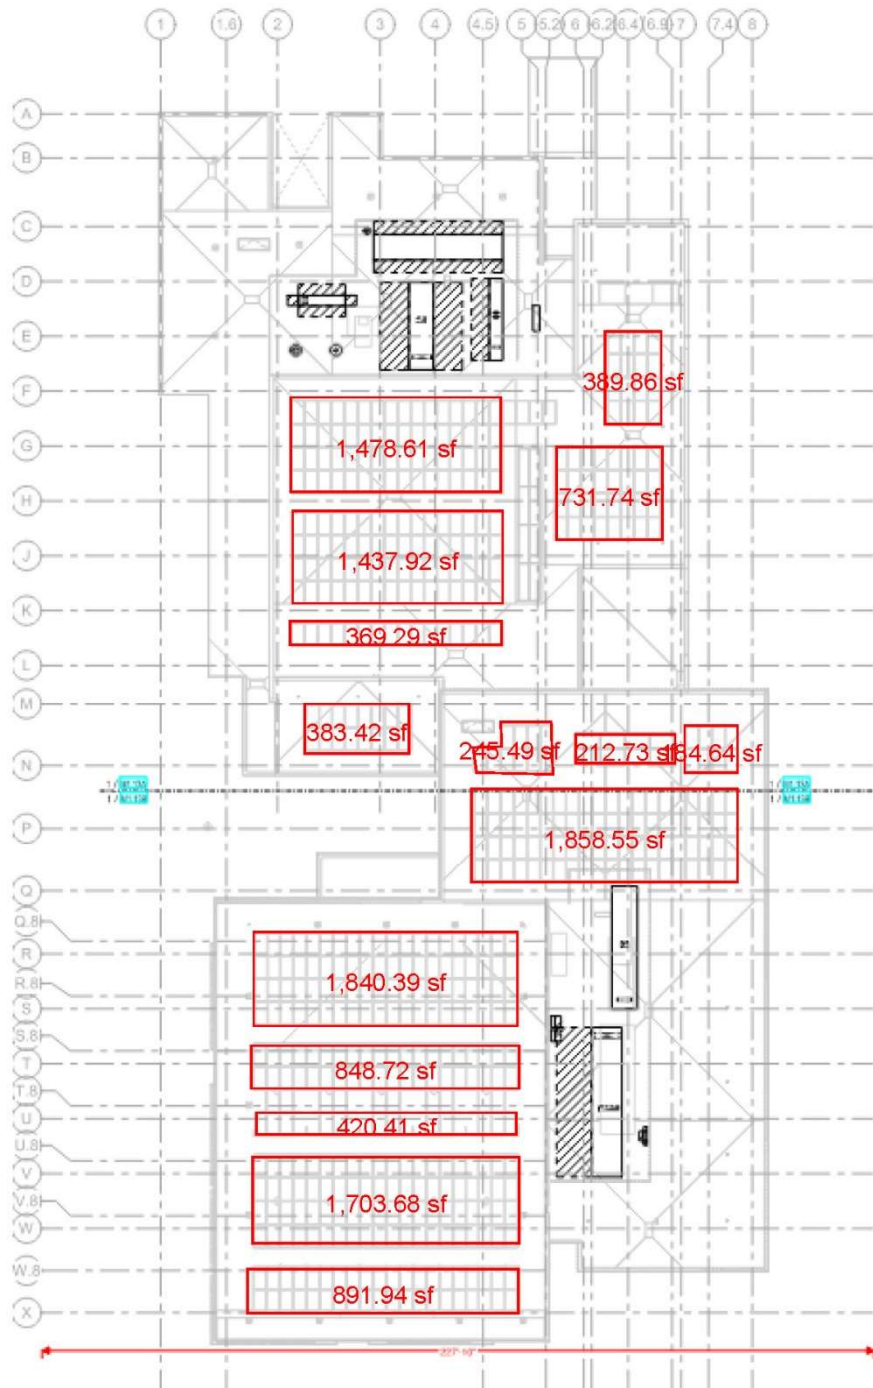 1 1.6 2 3 4 4.5 5 5.2 6 6.2 6.4 6.9 7 7.4 8
A
B
C
D
E
389.86 sf
F
1,478.61 sf
G
731.74 sf
H
1,437.92 sf
J
K
369.29 sf
L
M
383.42 sf
245.49 sf 212.73 sf 184.64 sf
N
P
1,858.55 sf
Q
Q.8
R
1,840.39 sf
R.8
S
S.8
T
848.72 sf
T.8
U
420.41 sf
U.8
V
V.8
1,703.68 sf
W
W.8
891.94 sf
X